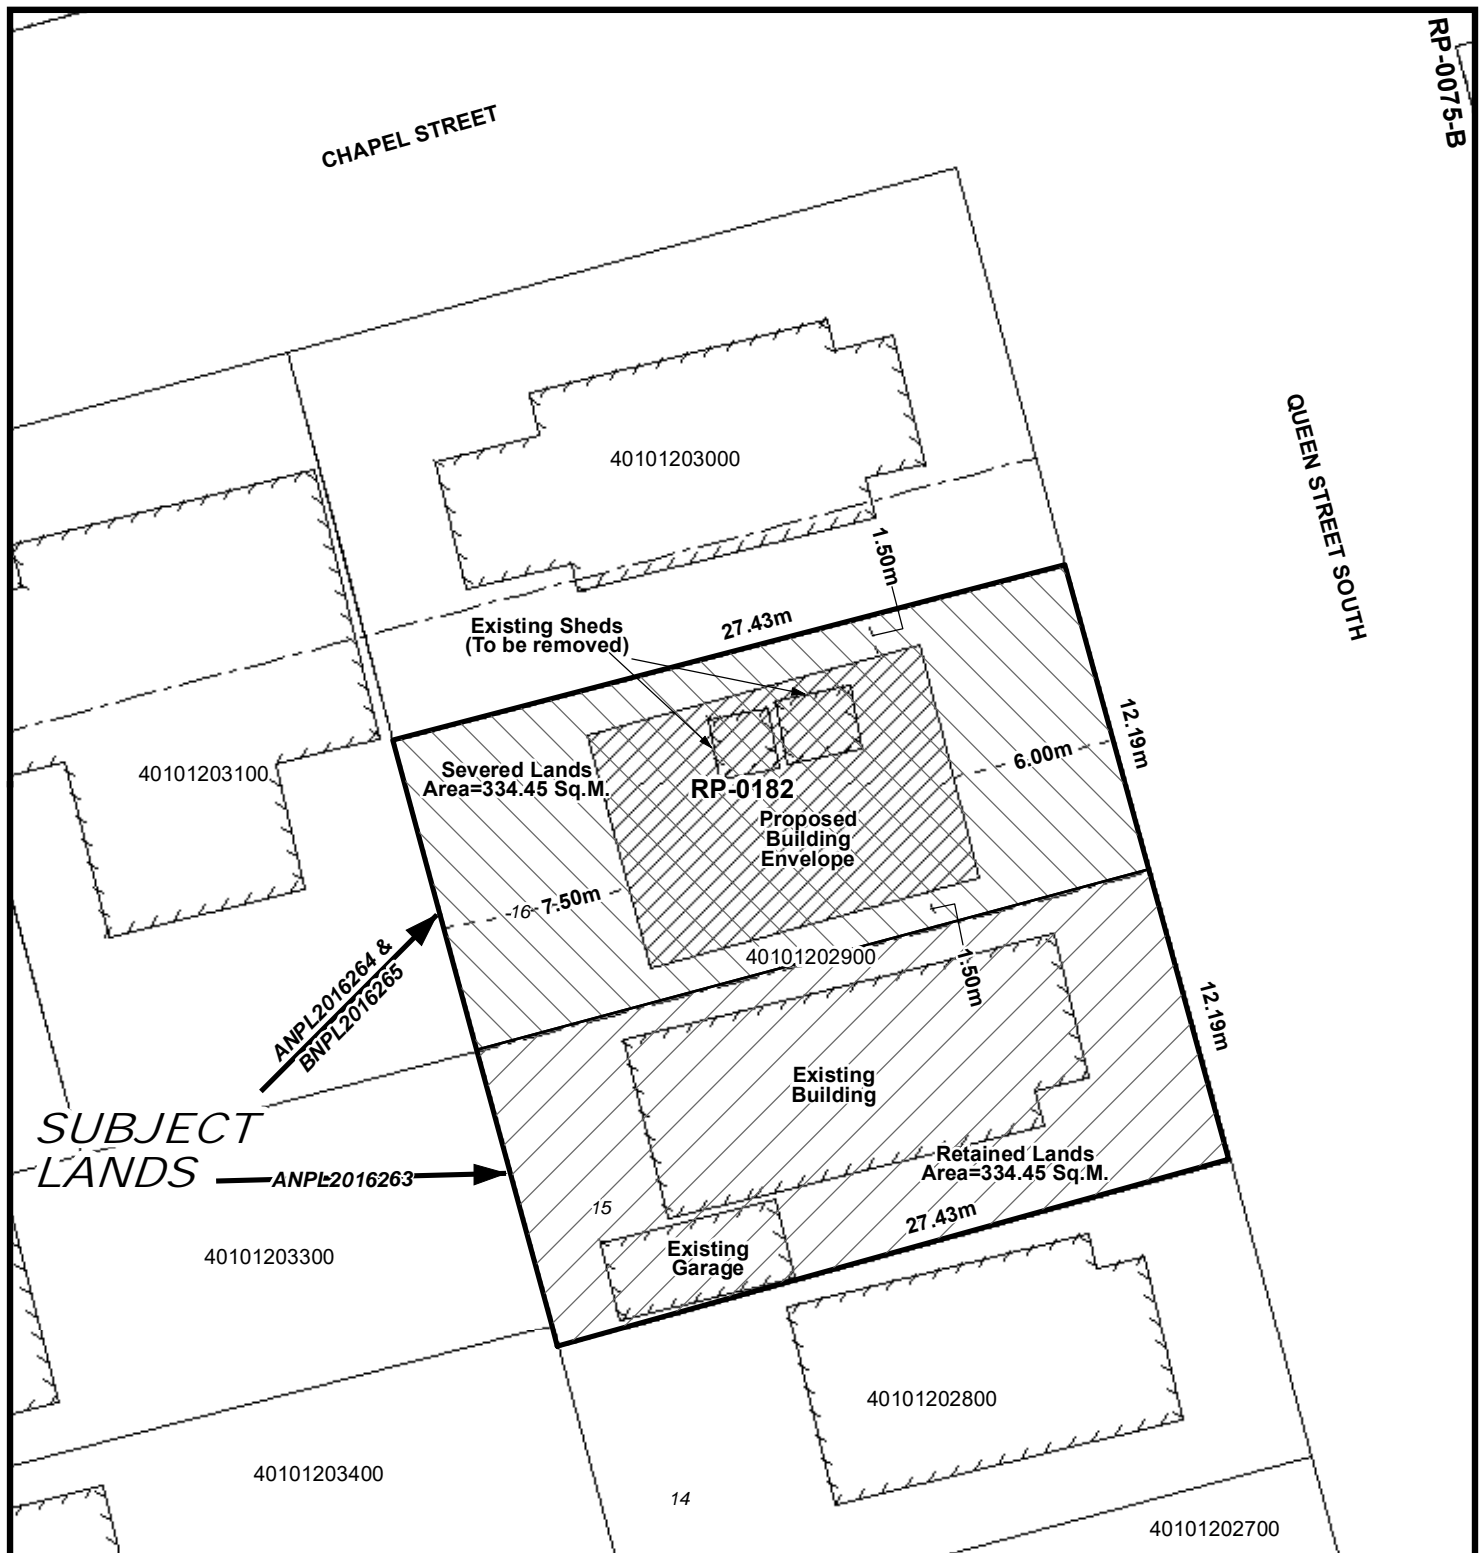 RP-0075-B
CHAPEL STREET
QUEEN STREET SOUTH
40101203000
1.50m
Existing Sheds
(To be removed)
27.43m
12.19m
6.00m
40101203100
Severed Lands
Area=334.45 Sq.M.
RP-0182
Proposed
Building
Envelope
16
7.50m
40101202900
1.50m
ANPL2016264 &
BNPL2016265
12.19m
Existing
Building
SUBJECT
LANDS
ANPL2016263
Retained Lands
Area=334.45 Sq.M.
15
27.43m
Existing
Garage
40101203300
40101202800
40101203400
14
40101202700